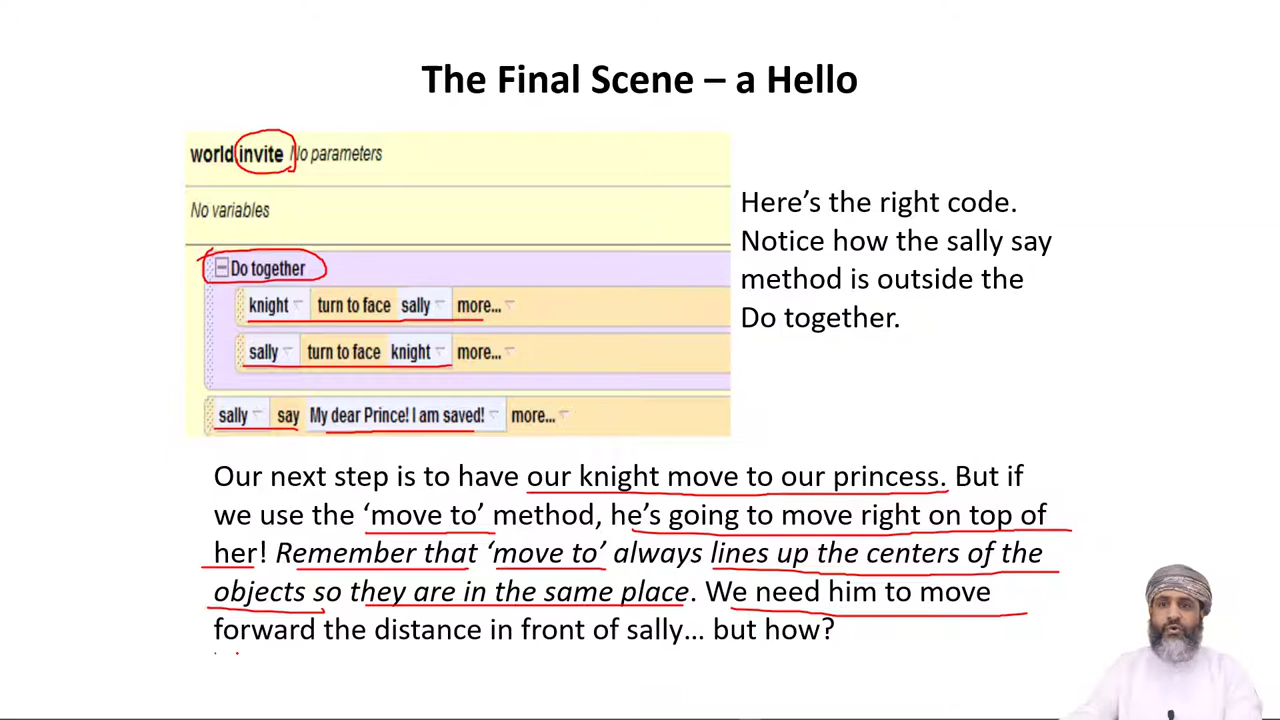 The Final Scene – a Hello
world invite No parameters
No variables
Do together
knight turn to face sally more...
sally turn to face knight more...
sally say My dear Prince! I am saved! more...
Here’s the right code.
Notice how the sally say
method is outside the
Do together.
Our next step is to have our knight move to our princess. But if
we use the ‘move to’ method, he’s going to move right on top of
her! Remember that ‘move to’ always lines up the centers of the
objects so they are in the same place. We need him to move
forward the distance in front of sally… but how?